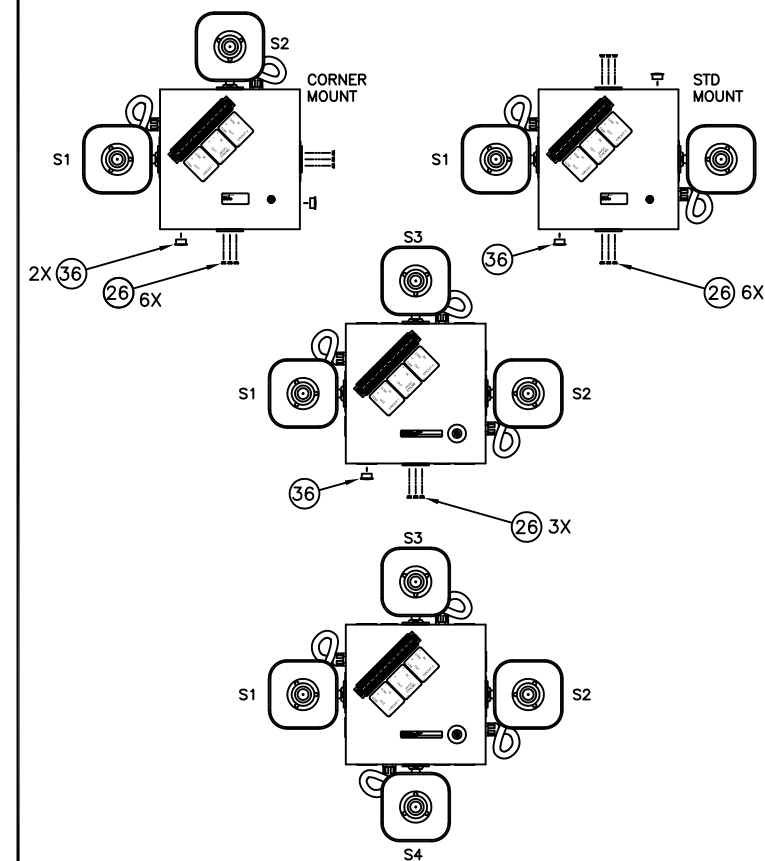 S2
CORNER
MOUNT
S1
2X 36
26 6X
STD
MOUNT
S1
36
26 6X
S3
S1
S2
36
26 3X
S3
S1
S2
S4